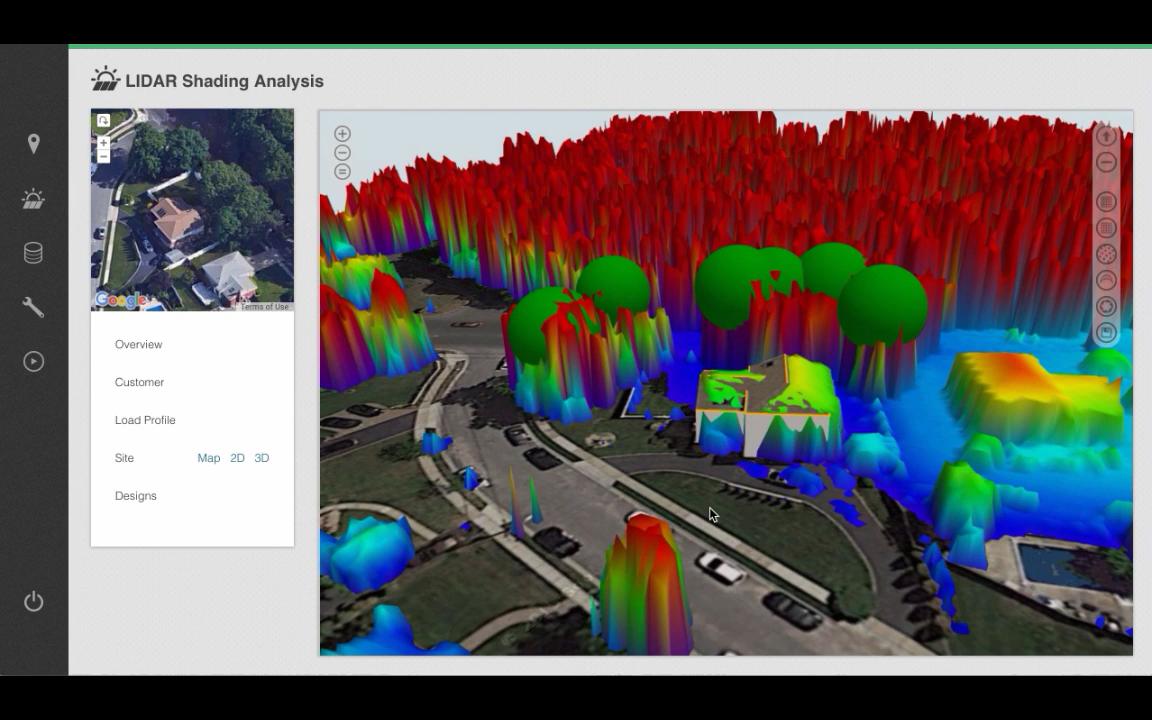 LIDAR Shading Analysis
Google
Terms of Use
Overview
Customer
Load Profile
Site Map 2D 3D
Designs